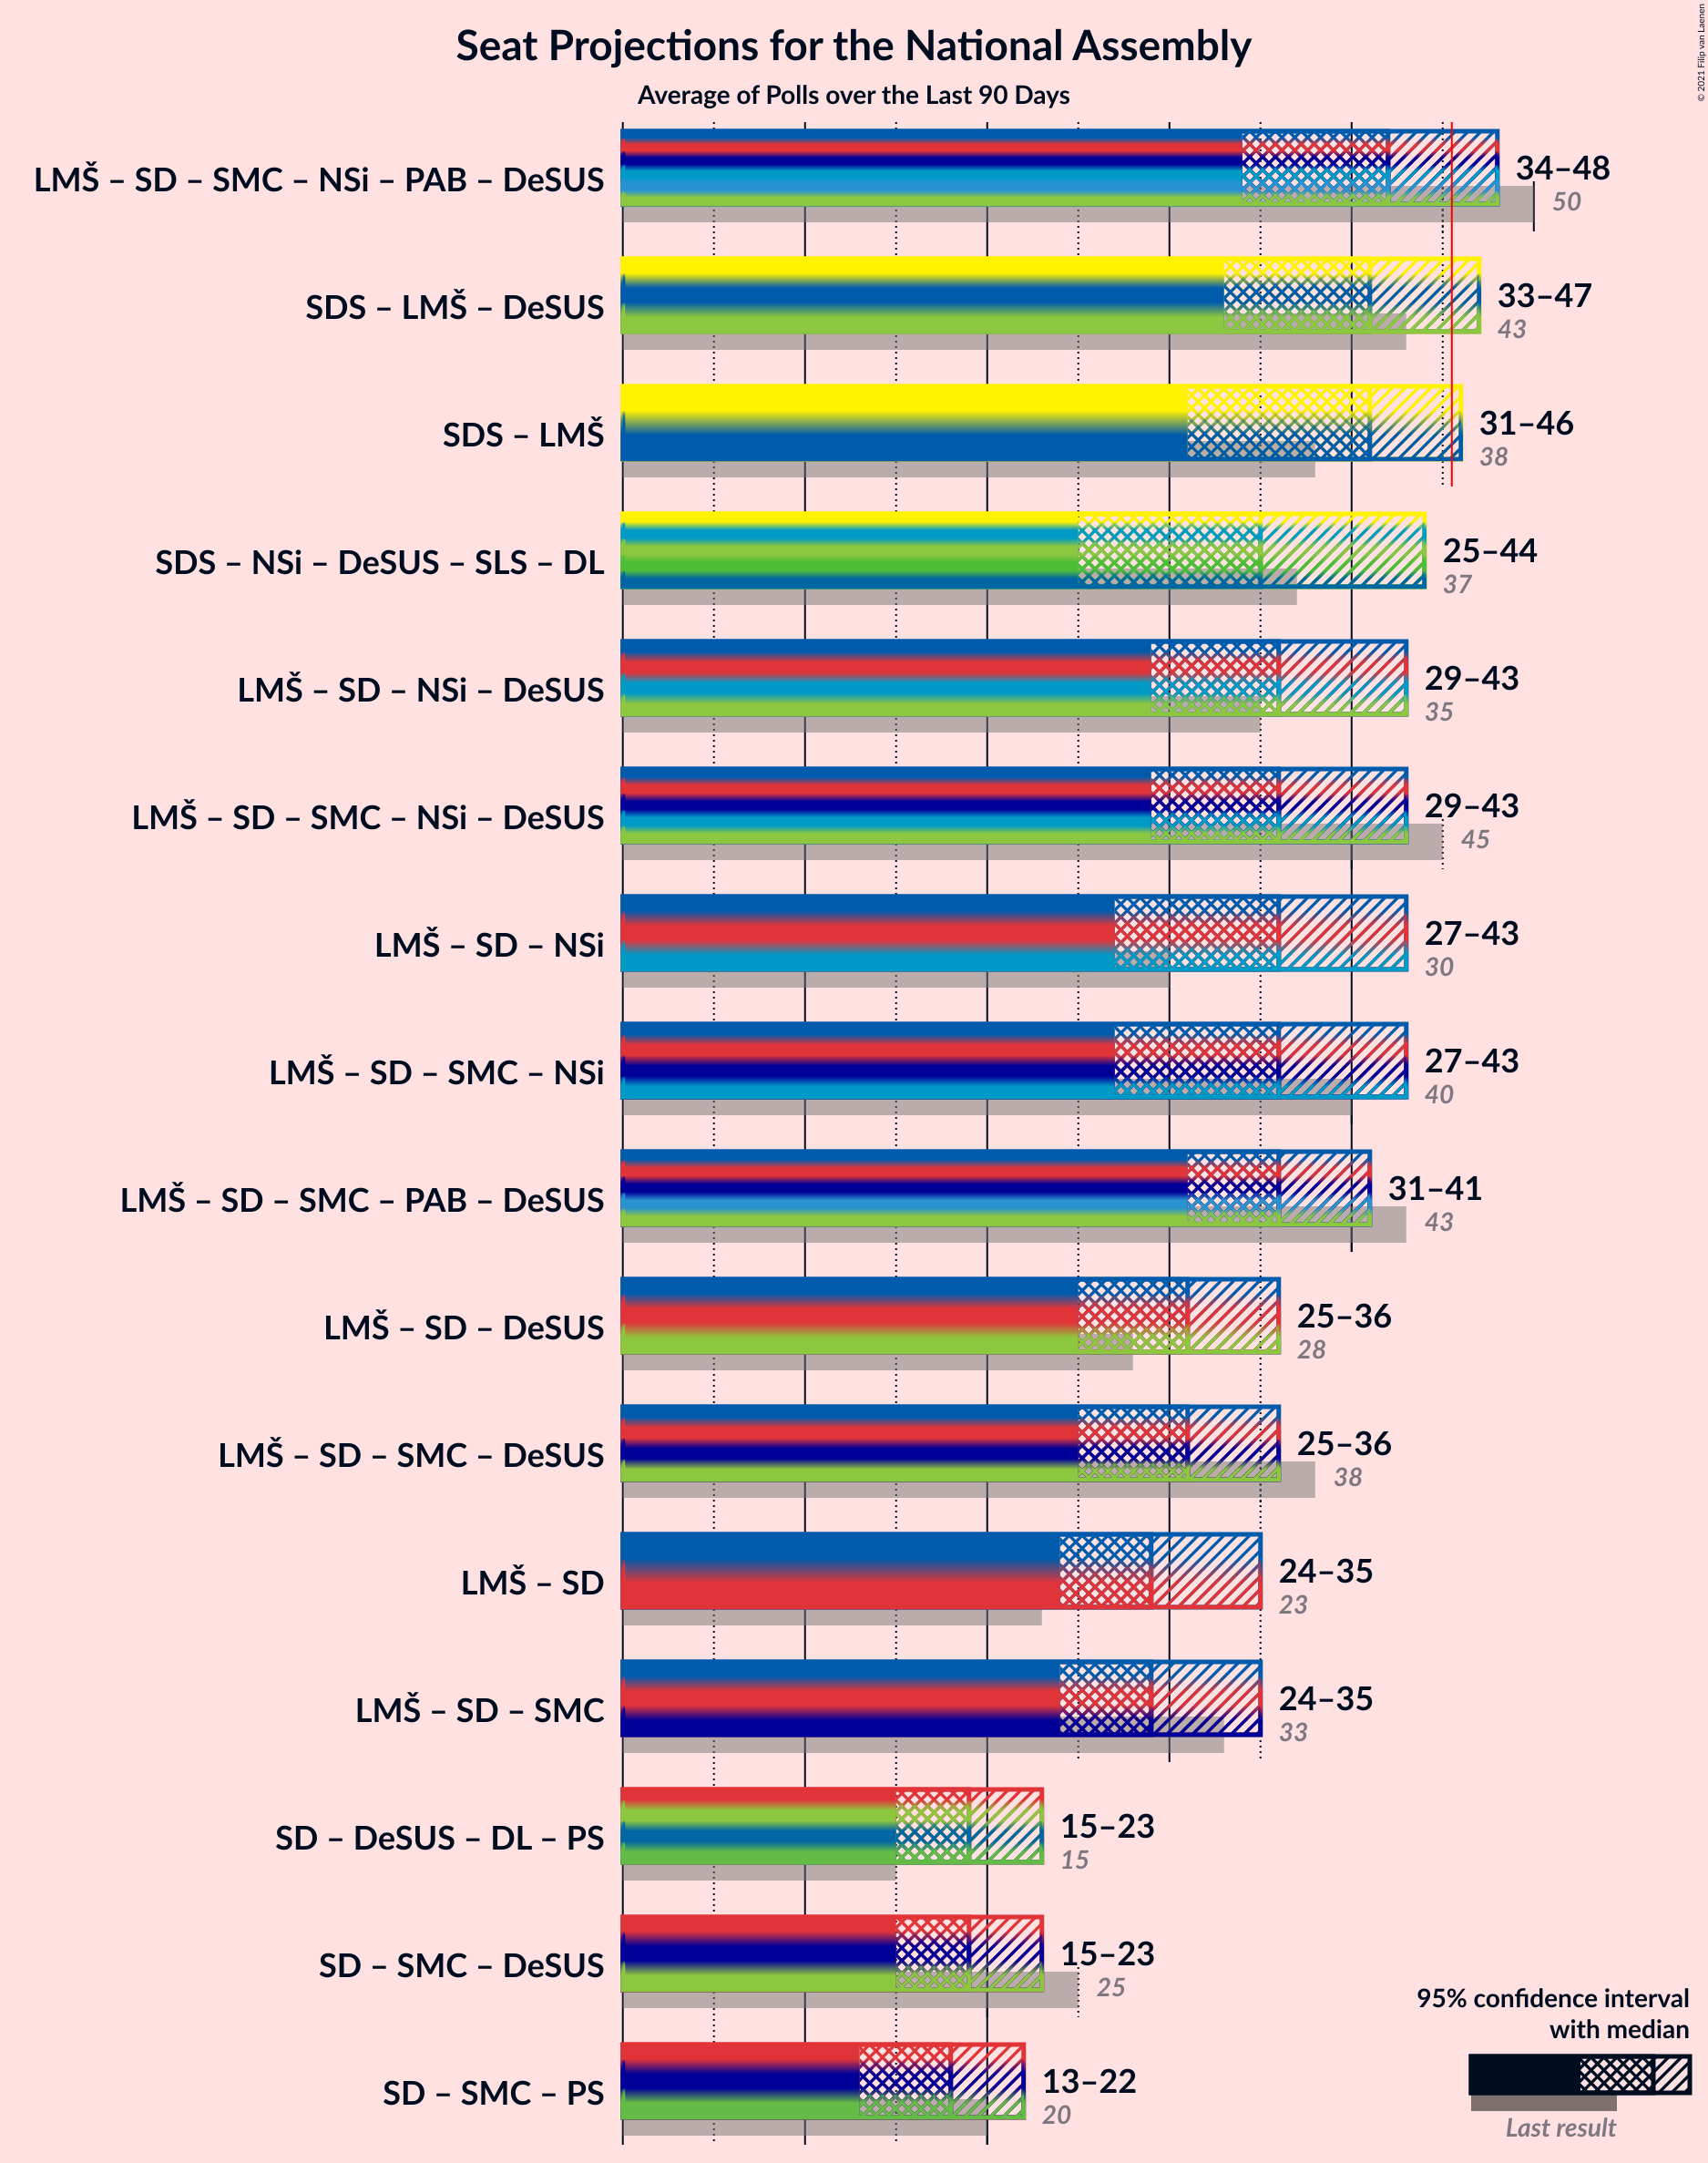 Seat Projections for the National Assembly
Average of Polls over the Last 90 Days
© 2021 Filip van Laenen
LMŠ – SD – SMC – NSi – PAB – DeSUS
34–48
50
SDS – LMŠ – DeSUS
33–47
43
SDS – LMŠ
31–46
38
SDS – NSi – DeSUS – SLS – DL
25–44
37
LMŠ – SD – NSi – DeSUS
29–43
35
LMŠ – SD – SMC – NSi – DeSUS
29–43
45
LMŠ – SD – NSi
27–43
30
LMŠ – SD – SMC – NSi
27–43
40
LMŠ – SD – SMC – PAB – DeSUS
31–41
43
LMŠ – SD – DeSUS
25–36
28
LMŠ – SD – SMC – DeSUS
25–36
38
LMŠ – SD
24–35
23
LMŠ – SD – SMC
24–35
33
SD – DeSUS – DL – PS
15–23
15
SD – SMC – DeSUS
15–23
25
SD – SMC – PS
13–22
20
95% confidence interval
with median
Last result